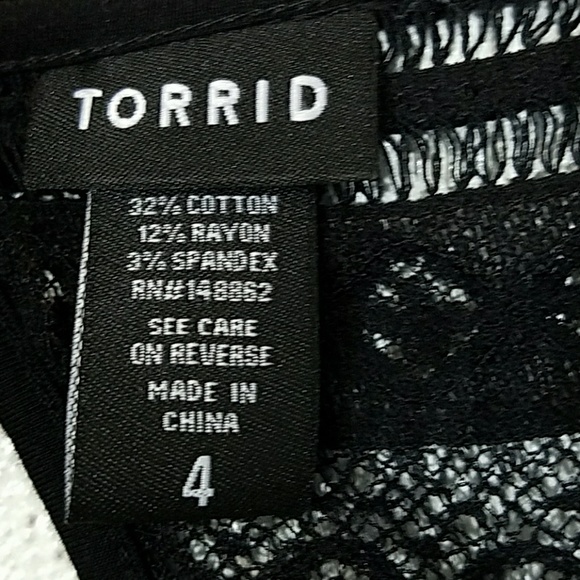 TORRID
32% COTTON
12% RAYON
3% SPANDEX
RN#148862
SEE CARE
ON REVERSE
MADE IN
CHINA
4